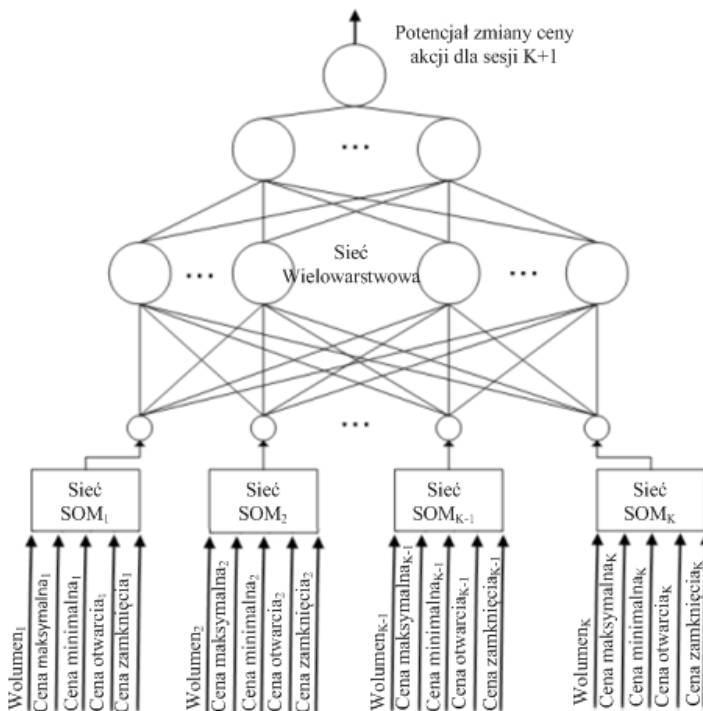 Potencjał zmiany ceny
akcji dla sesji K+1
...
Sieć
Wielowarstwowa
... ...
...
Sieć
SOM1
Sieć
SOM2
Sieć
SOMK-1
Sieć
SOMK
Wolumen1
Cena maksymalna1
Cena minimalna1
Cena otwarcia1
Cena zamknięcia1
Wolumen2
Cena maksymalna2
Cena minimalna2
Cena otwarcia2
Cena zamknięcia2
WolumenK-1
Cena maksymalnaK-1
Cena minimalnaK-1
Cena otwarciaK-1
Cena zamknięciaK-1
WolumenK
Cena maksymalnaK
Cena minimalnaK
Cena otwarciaK
Cena zamknięciaK